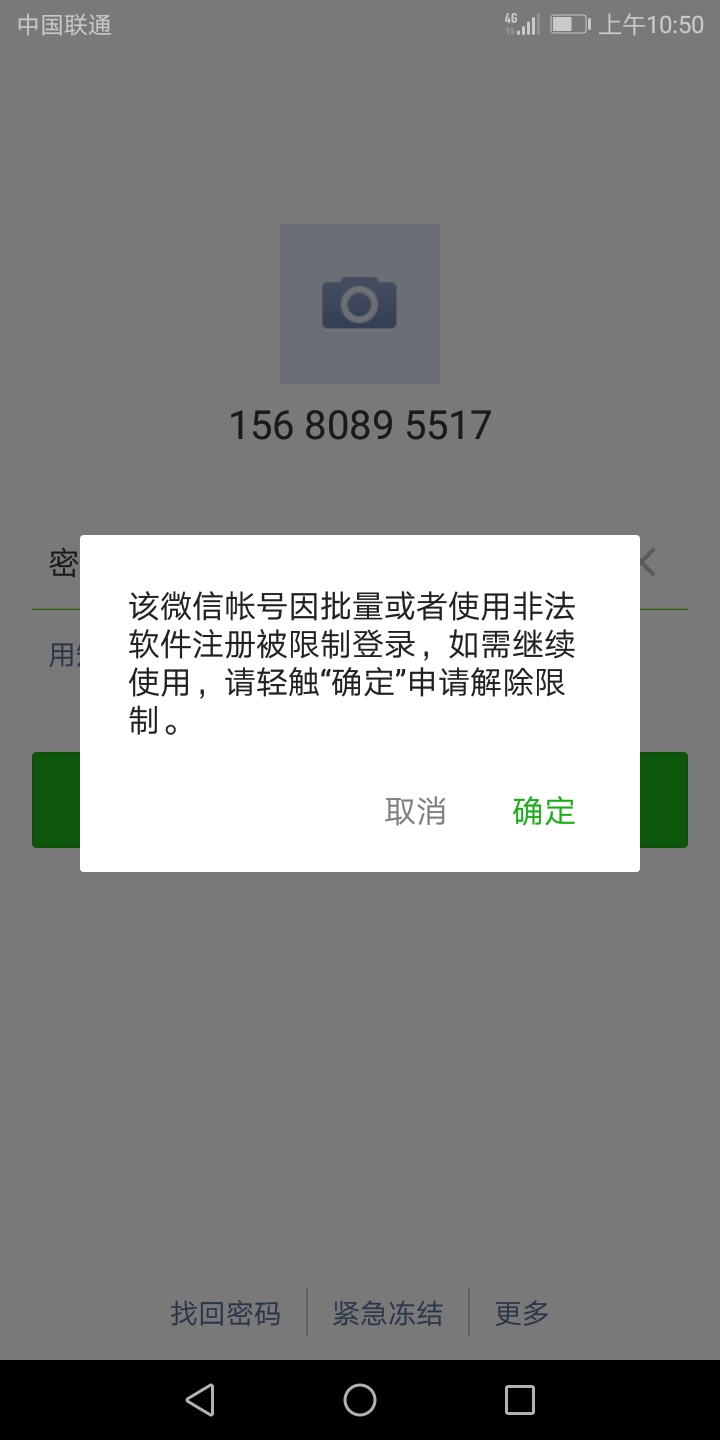 中国联通
4G
上午10:50
156 8089 5517
密
该微信帐号因批量或者使用非法
软件注册被限制登录，如需继续
使用，请轻触“确定”申请解除限
制。
用
取消
确定
找回密码
紧急冻结
更多